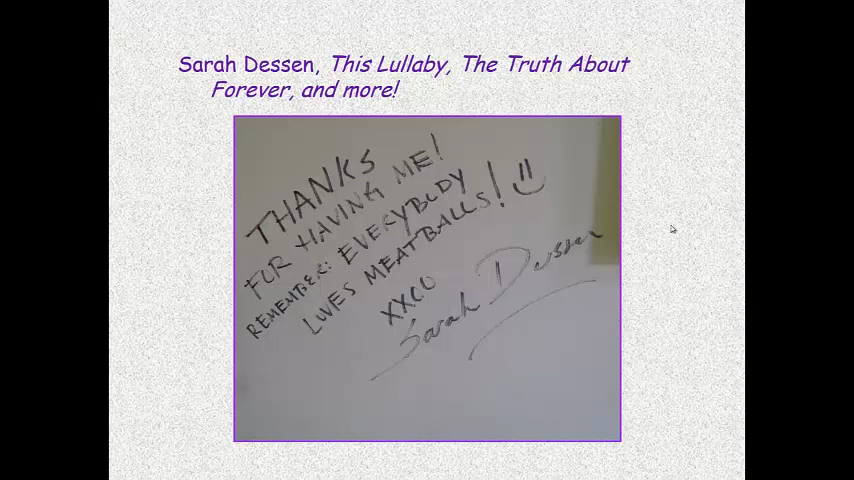 Sarah Dessen, This Lullaby, The Truth About
Forever, and more!
THANKS
FOR HAVING ME!
REMEMBER: EVERYBODY
LOVES MEATBALLS!
XXOO
Sarah Dessen